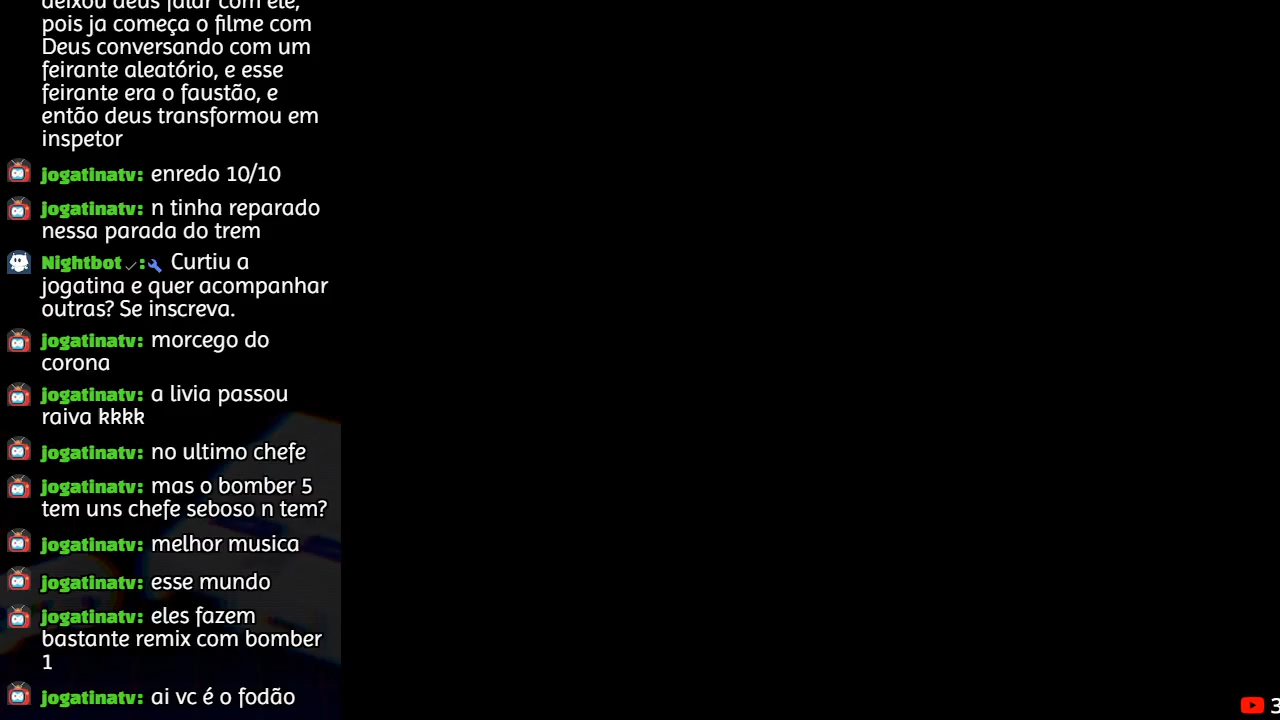 deixou deus falar com ele,
pois ja começa o filme com
Deus conversando com um
feirante aleatório, e esse
feirante era o faustão, e
então deus transformou em
inspetor
jogatinatv: enredo 10/10
jogatinatv: n tinha reparado
nessa parada do trem
Nightbot: Curtiu a
jogatina e quer acompanhar
outras? Se inscreva.
jogatinatv: morcego do
corona
jogatinatv: a livia passou
raiva kkkk
jogatinatv: no ultimo chefe
jogatinatv: mas o bomber 5
tem uns chefe seboso n tem?
jogatinatv: melhor musica
jogatinatv: esse mundo
jogatinatv: eles fazem
bastante remix com bomber
1
jogatinatv: ai vc é o fodão
3